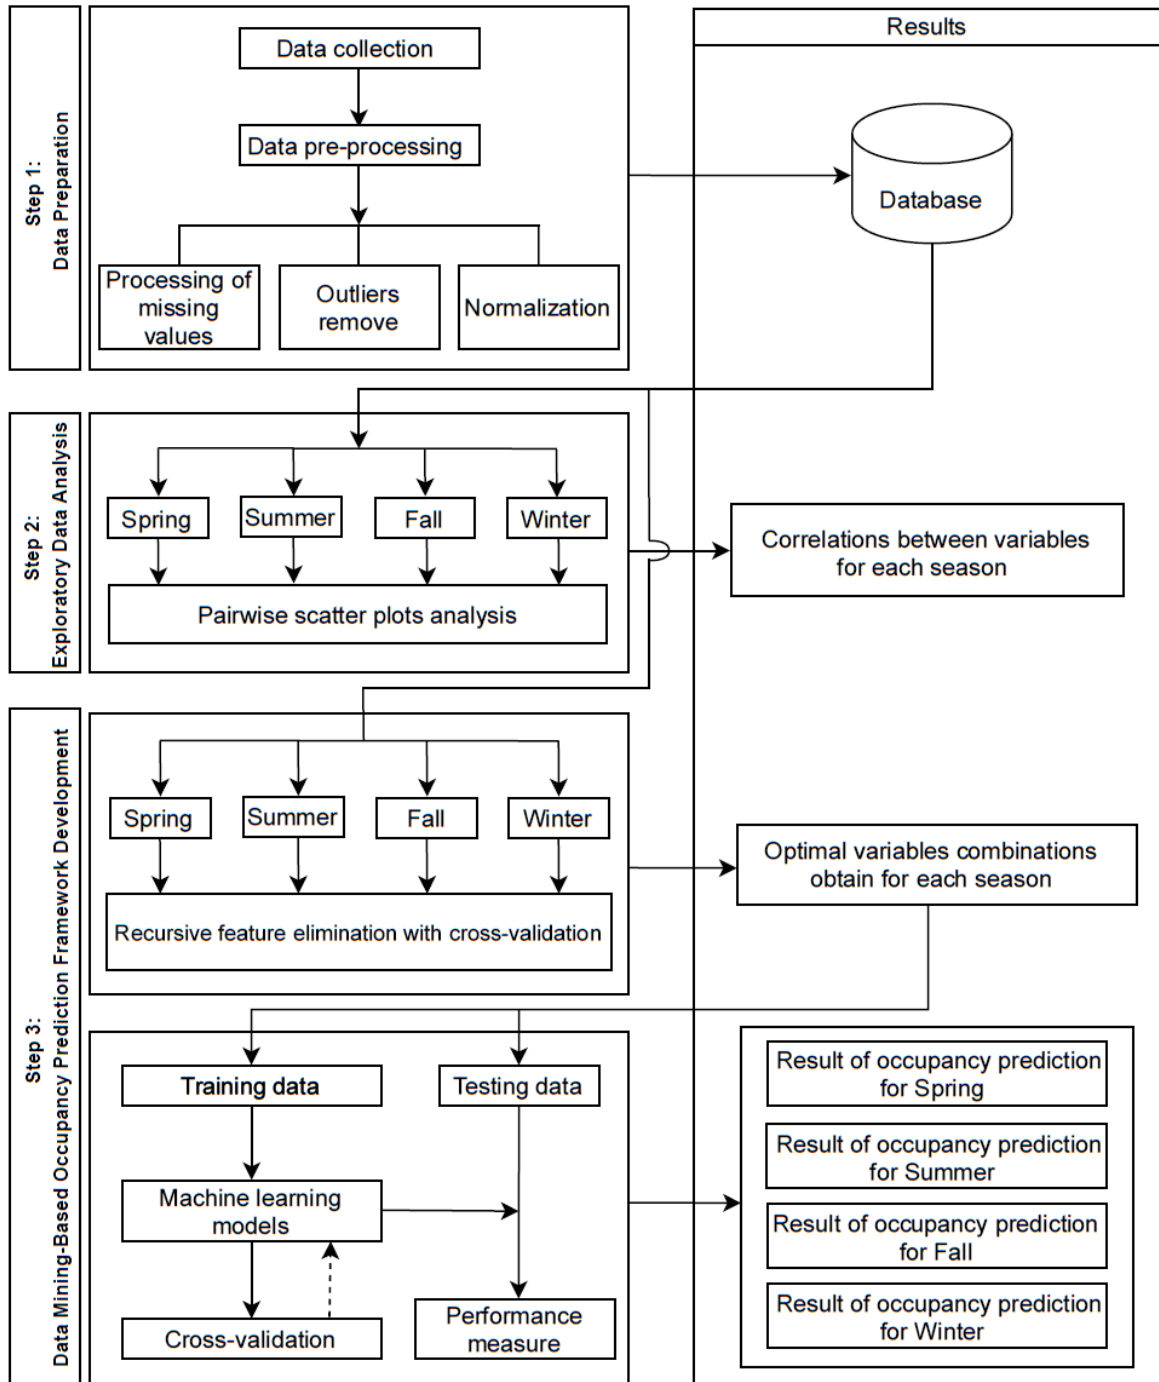 Results
Step 1:
Data Preparation
Data collection
Data pre-processing
Processing of
missing
values
Outliers
remove
Normalization
Database
Step 2:
Exploratory Data Analysis
Spring
Summer
Fall
Winter
Pairwise scatter plots analysis
Correlations between variables
for each season
Step 3:
Data Mining-Based Occupancy Prediction Framework Development
Spring
Summer
Fall
Winter
Recursive feature elimination with cross-validation
Optimal variables combinations
obtain for each season
Training data
Testing data
Machine learning
models
Cross-validation
Performance
measure
Result of occupancy prediction
for Spring
Result of occupancy prediction
for Summer
Result of occupancy prediction
for Fall
Result of occupancy prediction
for Winter